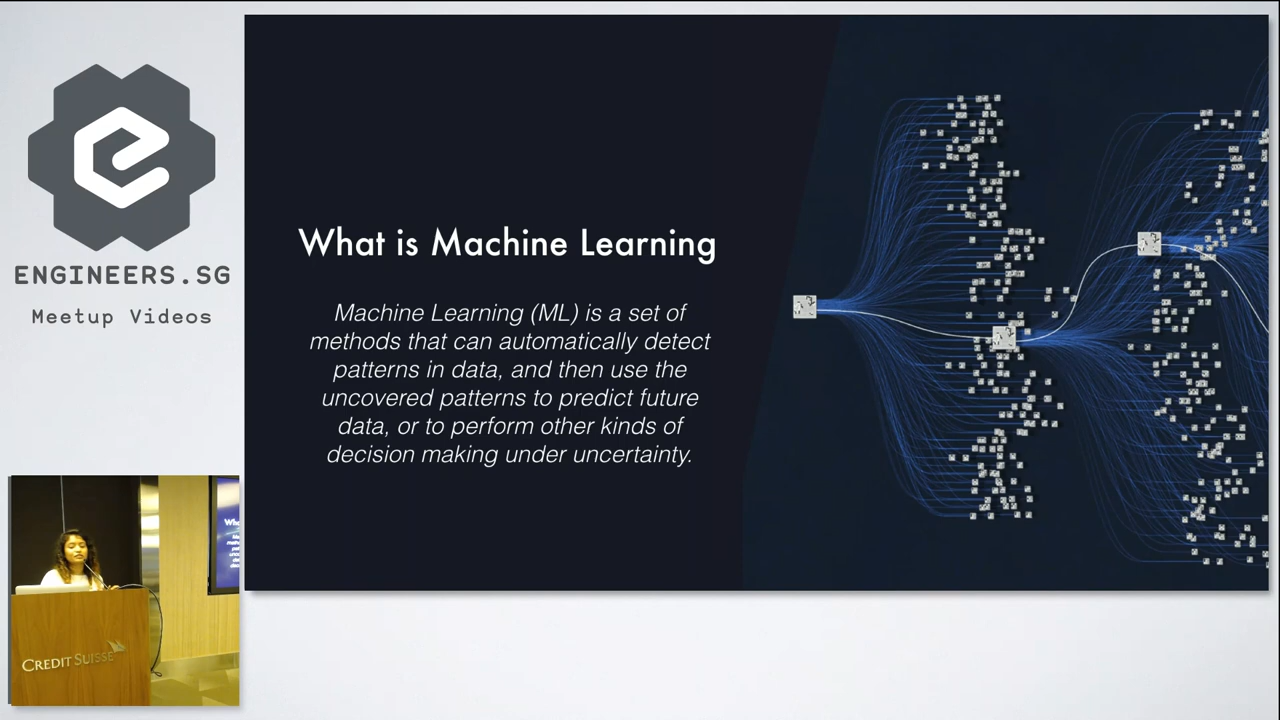 ENGINEERS.SG
Meetup Videos
What is Machine Learning
Machine Learning (ML) is a set of
methods that can automatically detect
patterns in data, and then use the
uncovered patterns to predict future
data, or to perform other kinds of
decision making under uncertainty.
CREDIT SUISSE